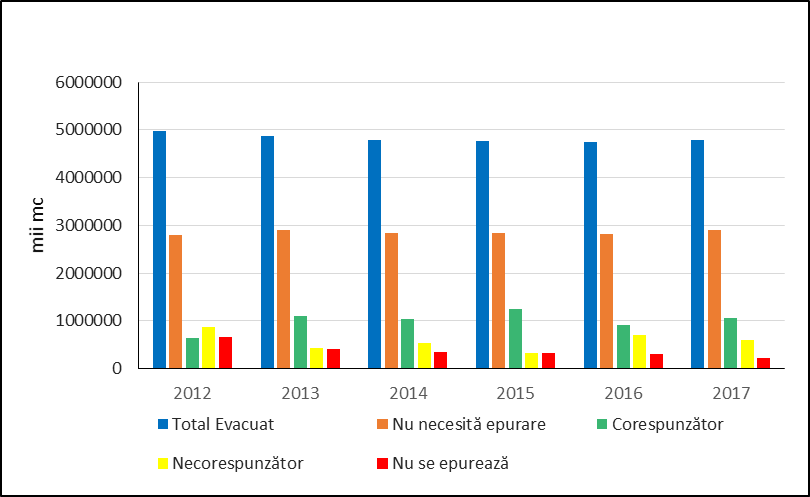 6000000
5000000
4000000
3000000
2000000
1000000
0
mii mc
2012 2013 2014 2015 2016 2017
Total Evacuat Nu necesită epurare Corespunzător
Necorespunzător Nu se epurează